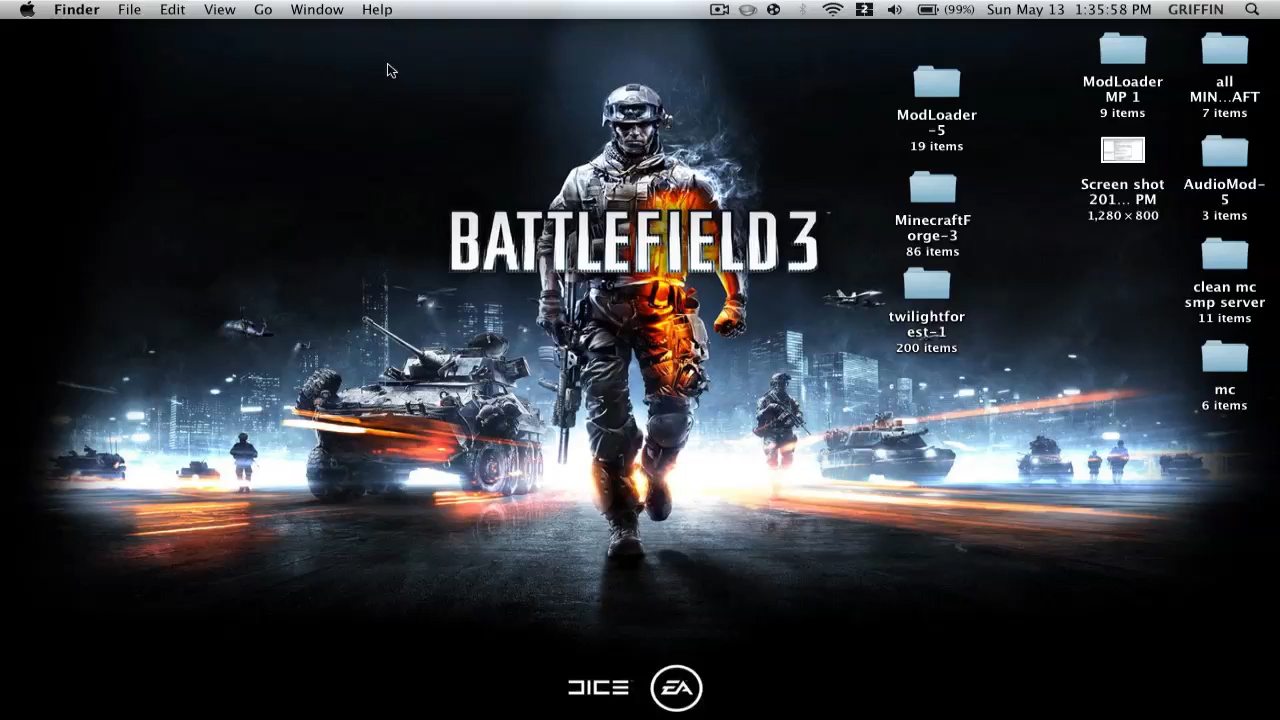 Finder File Edit View Go Window Help (99%) Sun May 13 1:35:58 PM GRIFFIN
ModLoader
-5
19 items
MinecraftF
orge-3
86 items
twilightfor
est-1
200 items
ModLoader
MP 1
9 items
Screen shot
201... PM
1,280 × 800
all
MIN...AFT
7 items
AudioMod-
5
3 items
clean mc
smp server
11 items
mc
6 items
BATTLEFIELD 3
DICE EA